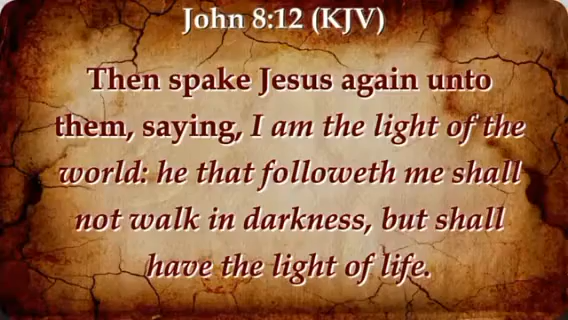 John 8:12 (KJV)
Then spake Jesus again unto
them, saying, I am the light of the
world: he that followeth me shall
not walk in darkness, but shall
have the light of life.